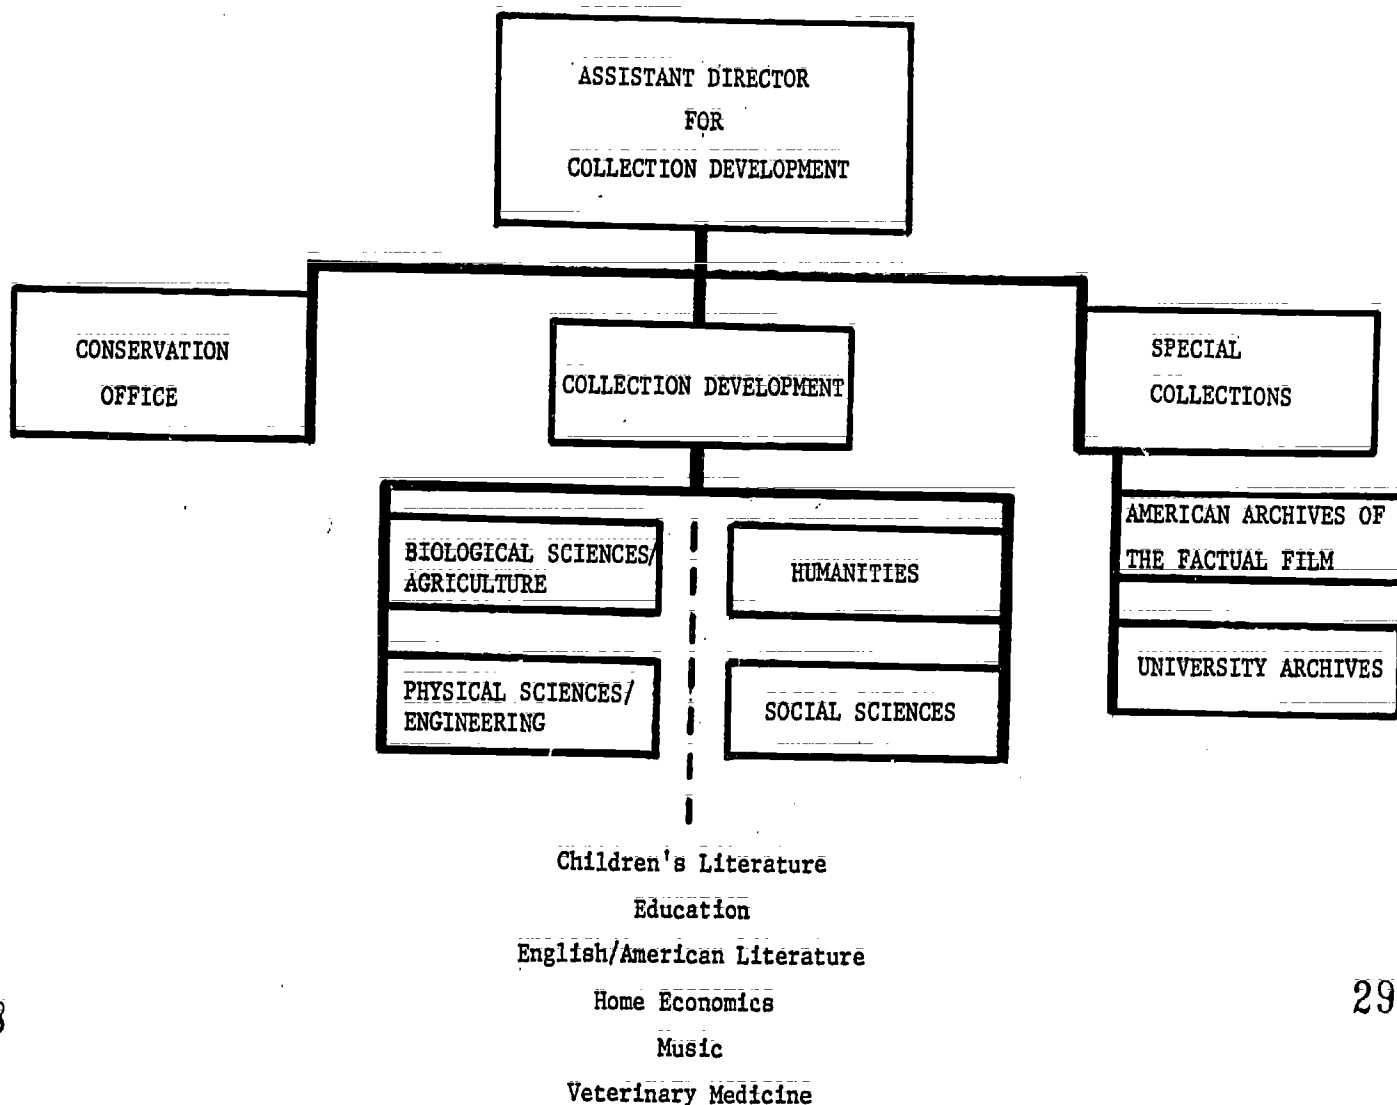 ASSISTANT DIRECTOR
FOR
COLLECTION DEVELOPMENT
CONSERVATION
OFFICE
COLLECTION DEVELOPMENT
SPECIAL
COLLECTIONS
BIOLOGICAL SCIENCES/
AGRICULTURE
HUMANITIES
AMERICAN ARCHIVES OF
THE FACTUAL FILM
PHYSICAL SCIENCES/
ENGINEERING
SOCIAL SCIENCES
UNIVERSITY ARCHIVES
Children's Literature
Education
English/American Literature
Home Economics
Music
Veterinary Medicine
29